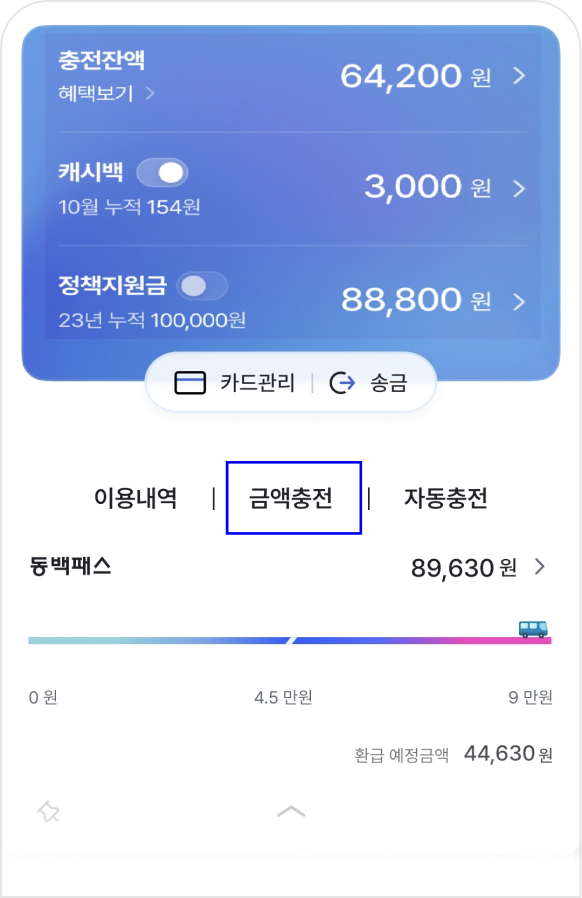 충전잔액
64,200 원
혜택보기
캐시백
3,000 원
10월 누적 154원
정책지원금
88,800 원
23년 누적 100,000원
카드관리 | 송금
이용내역 | 금액충전 | 자동충전
동백패스 89,630 원
0 원 4.5 만원 9 만원
환급 예정금액 44,630 원